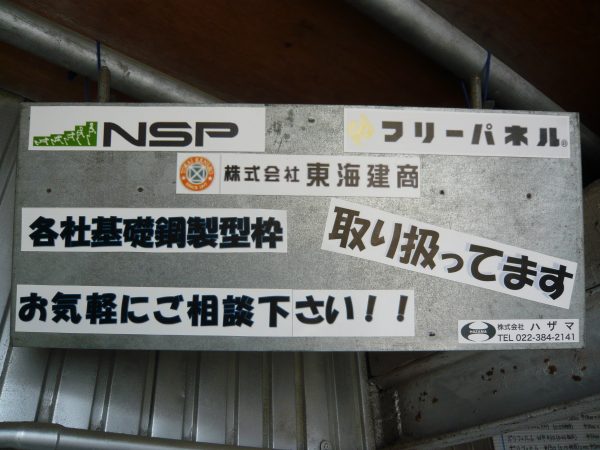 NSP
フリーパネル®
株式会社 東海建商
各社基礎鋼製型枠
取り扱ってます
お気軽にご相談下さい!!
株式会社 ハザマ
TEL 022-384-2141